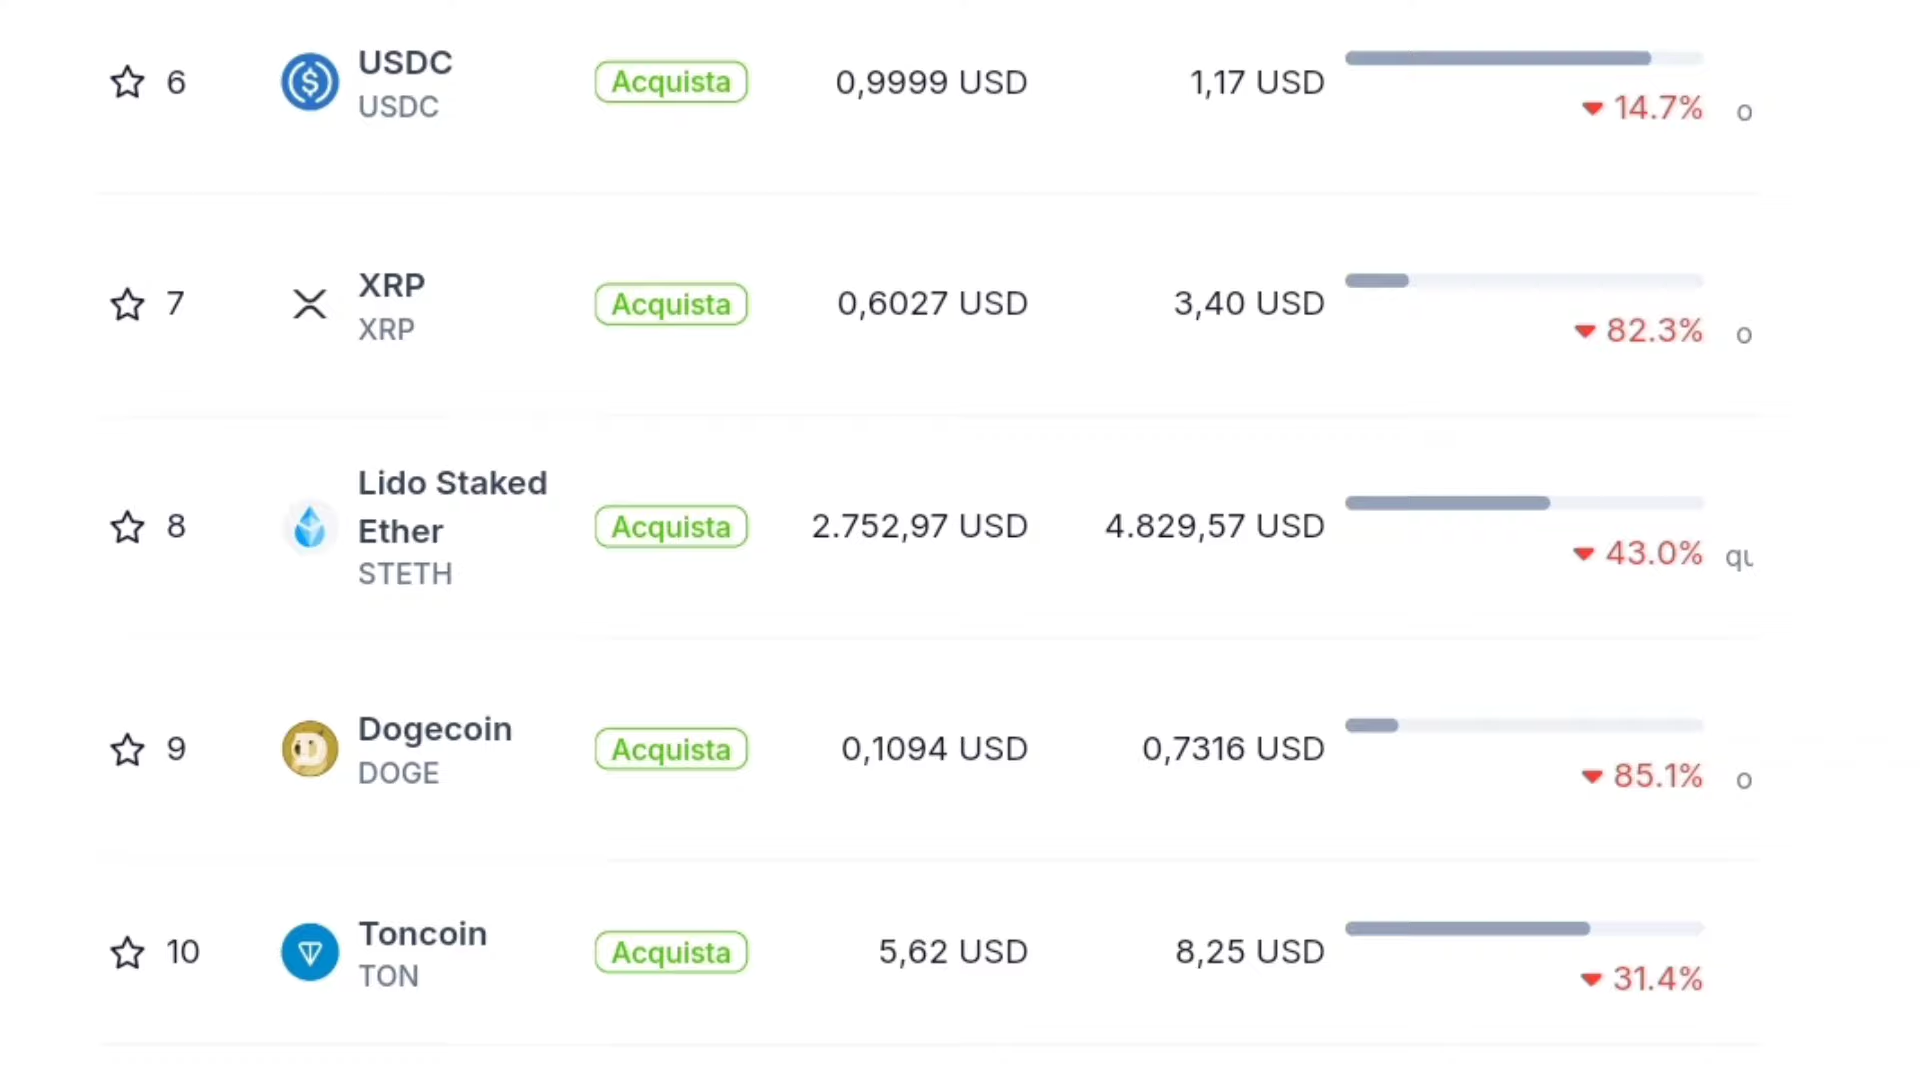 6 USDC Acquista 0,9999 USD 1,17 USD
USDC 14.7% o
7 XRP Acquista 0,6027 USD 3,40 USD
XRP 82.3% o
Lido Staked
8 Ether Acquista 2.752,97 USD 4.829,57 USD
STETH 43.0% qu
9 Dogecoin Acquista 0,1094 USD 0,7316 USD
DOGE 85.1% o
10 Toncoin Acquista 5,62 USD 8,25 USD
TON 31.4%